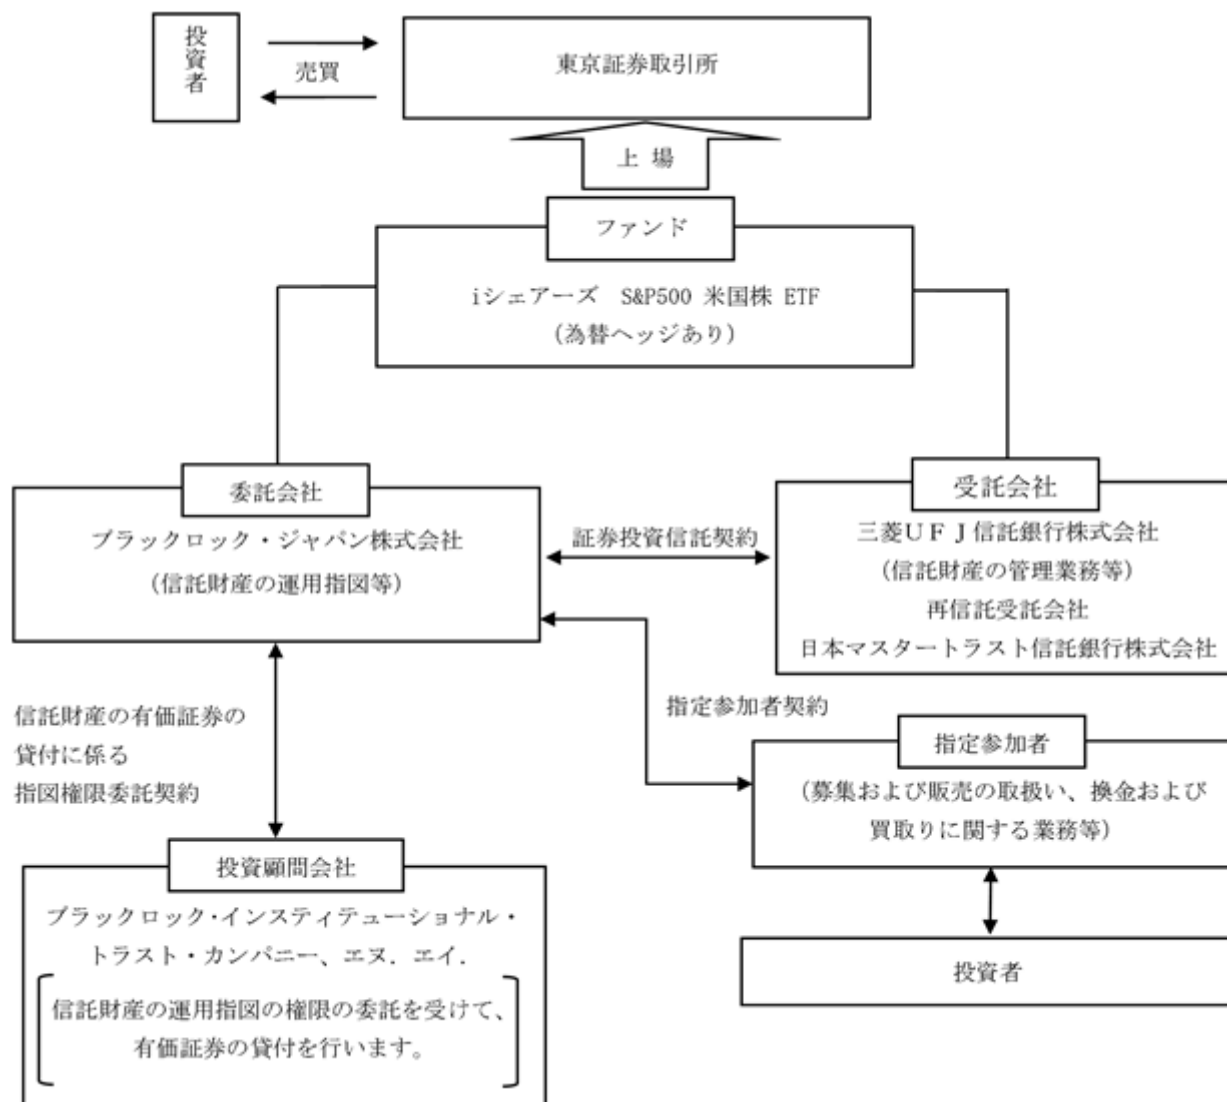 投資者
売買
東京証券取引所
上 場
ファンド
iシェアーズ S&P500 米国株 ETF
（為替ヘッジあり）
委託会社
ブラックロック・ジャパン株式会社
（信託財産の運用指図等）
証券投資信託契約
受託会社
三菱ＵＦＪ信託銀行株式会社
（信託財産の管理業務等）
再信託受託会社
日本マスタートラスト信託銀行株式会社
信託財産の有価証券の
貸付に係る
指図権限委託契約
指定参加者契約
指定参加者
（募集および販売の取扱い、換金および
買取りに関する業務等）
投資顧問会社
ブラックロック・インスティテューショナル・
トラスト・カンパニー、エヌ．エイ．
信託財産の運用指図の権限の委託を受けて、
有価証券の貸付を行います。
投資者